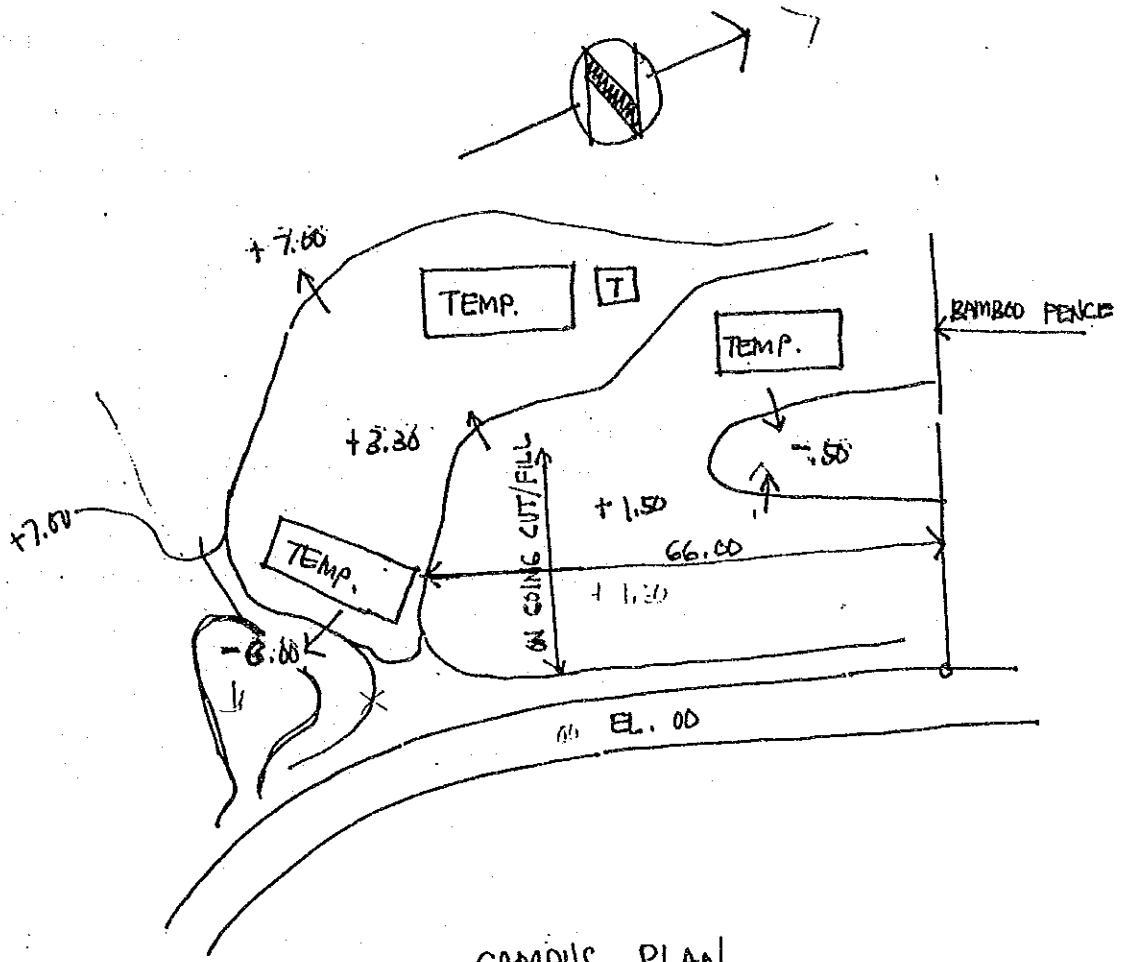 N
+7.00
TEMP.
T
BAMBOO PENCE
TEMP.
+3.30
-.50
ON GOING CUT/FILL
+1.50
+7.00
66.00
TEMP.
+1.30
EL. 00
CAMPUS PLAN